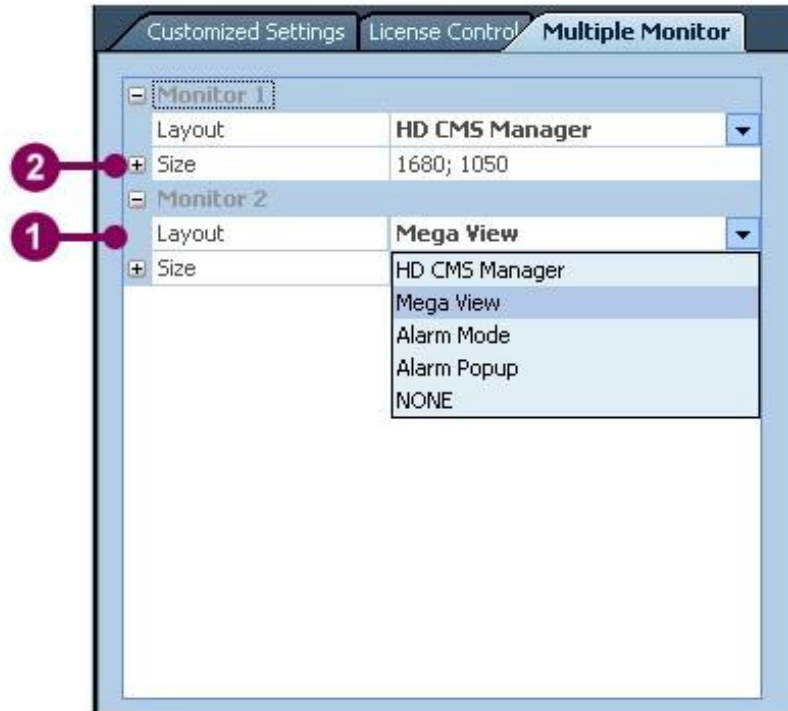 Customized Settings License Control Multiple Monitor
Monitor 1
Layout HD CMS Manager
2 Size 1680; 1050
Monitor 2
1 Layout Mega View
Size
HD CMS Manager
Mega View
Alarm Mode
Alarm Popup
NONE